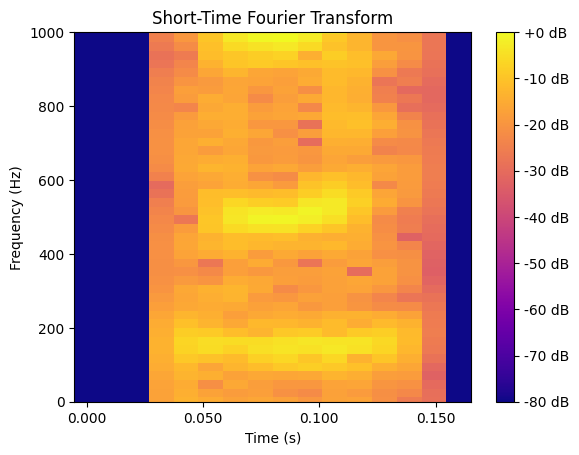 Short-Time Fourier Transform
1000
800
600
400
200
0
Frequency (Hz)
0.000
0.050
0.100
0.150
Time (s)
+0 dB
-10 dB
-20 dB
-30 dB
-40 dB
-50 dB
-60 dB
-70 dB
-80 dB